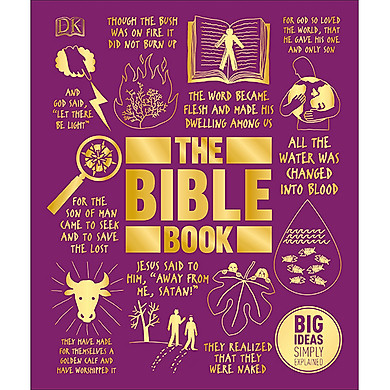 DK
THOUGH THE BUSH
WAS ON FIRE IT
DID NOT BURN UP
FOR GOD SO LOVED
THE WORLD, THAT
HE GAVE HIS ONE
AND ONLY SON
AND
GOD SAID,
"LET THERE
BE LIGHT"
THE WORD BECAME
FLESH AND MADE HIS
DWELLING AMONG US
ALL THE
WATER WAS
CHANGED
INTO BLOOD
THE
BIBLE
BOOK
FOR THE
SON OF MAN
CAME TO SEEK
AND TO SAVE
THE LOST
JESUS SAID TO
HIM, "AWAY FROM
ME, SATAN!"
THEY HAVE MADE
FOR THEMSELVES A
GOLDEN CALF AND
HAVE WORSHIPPED IT
THEY REALIZED
THAT THEY
WERE NAKED
BIG
IDEAS
SIMPLY
EXPLAINED